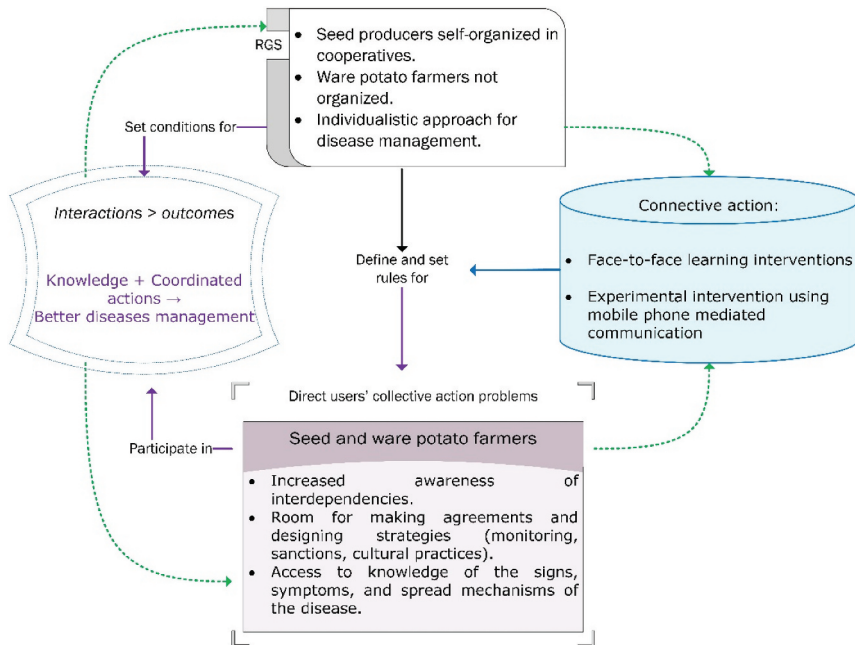 RGS
• Seed producers self-organized in
cooperatives.
• Ware potato farmers not
organized.
• Individualistic approach for
disease management.
Set conditions for
Interactions > outcomes
Knowledge + Coordinated
actions →
Better diseases management
Define and set
rules for
Connective action:
• Face-to-face learning interventions
• Experimental intervention using
mobile phone mediated
communication
Participate in
Direct users' collective action problems
Seed and ware potato farmers
• Increased awareness of
interdependencies.
• Room for making agreements and
designing strategies (monitoring,
sanctions, cultural practices).
• Access to knowledge of the signs,
symptoms, and spread mechanisms of
the disease.